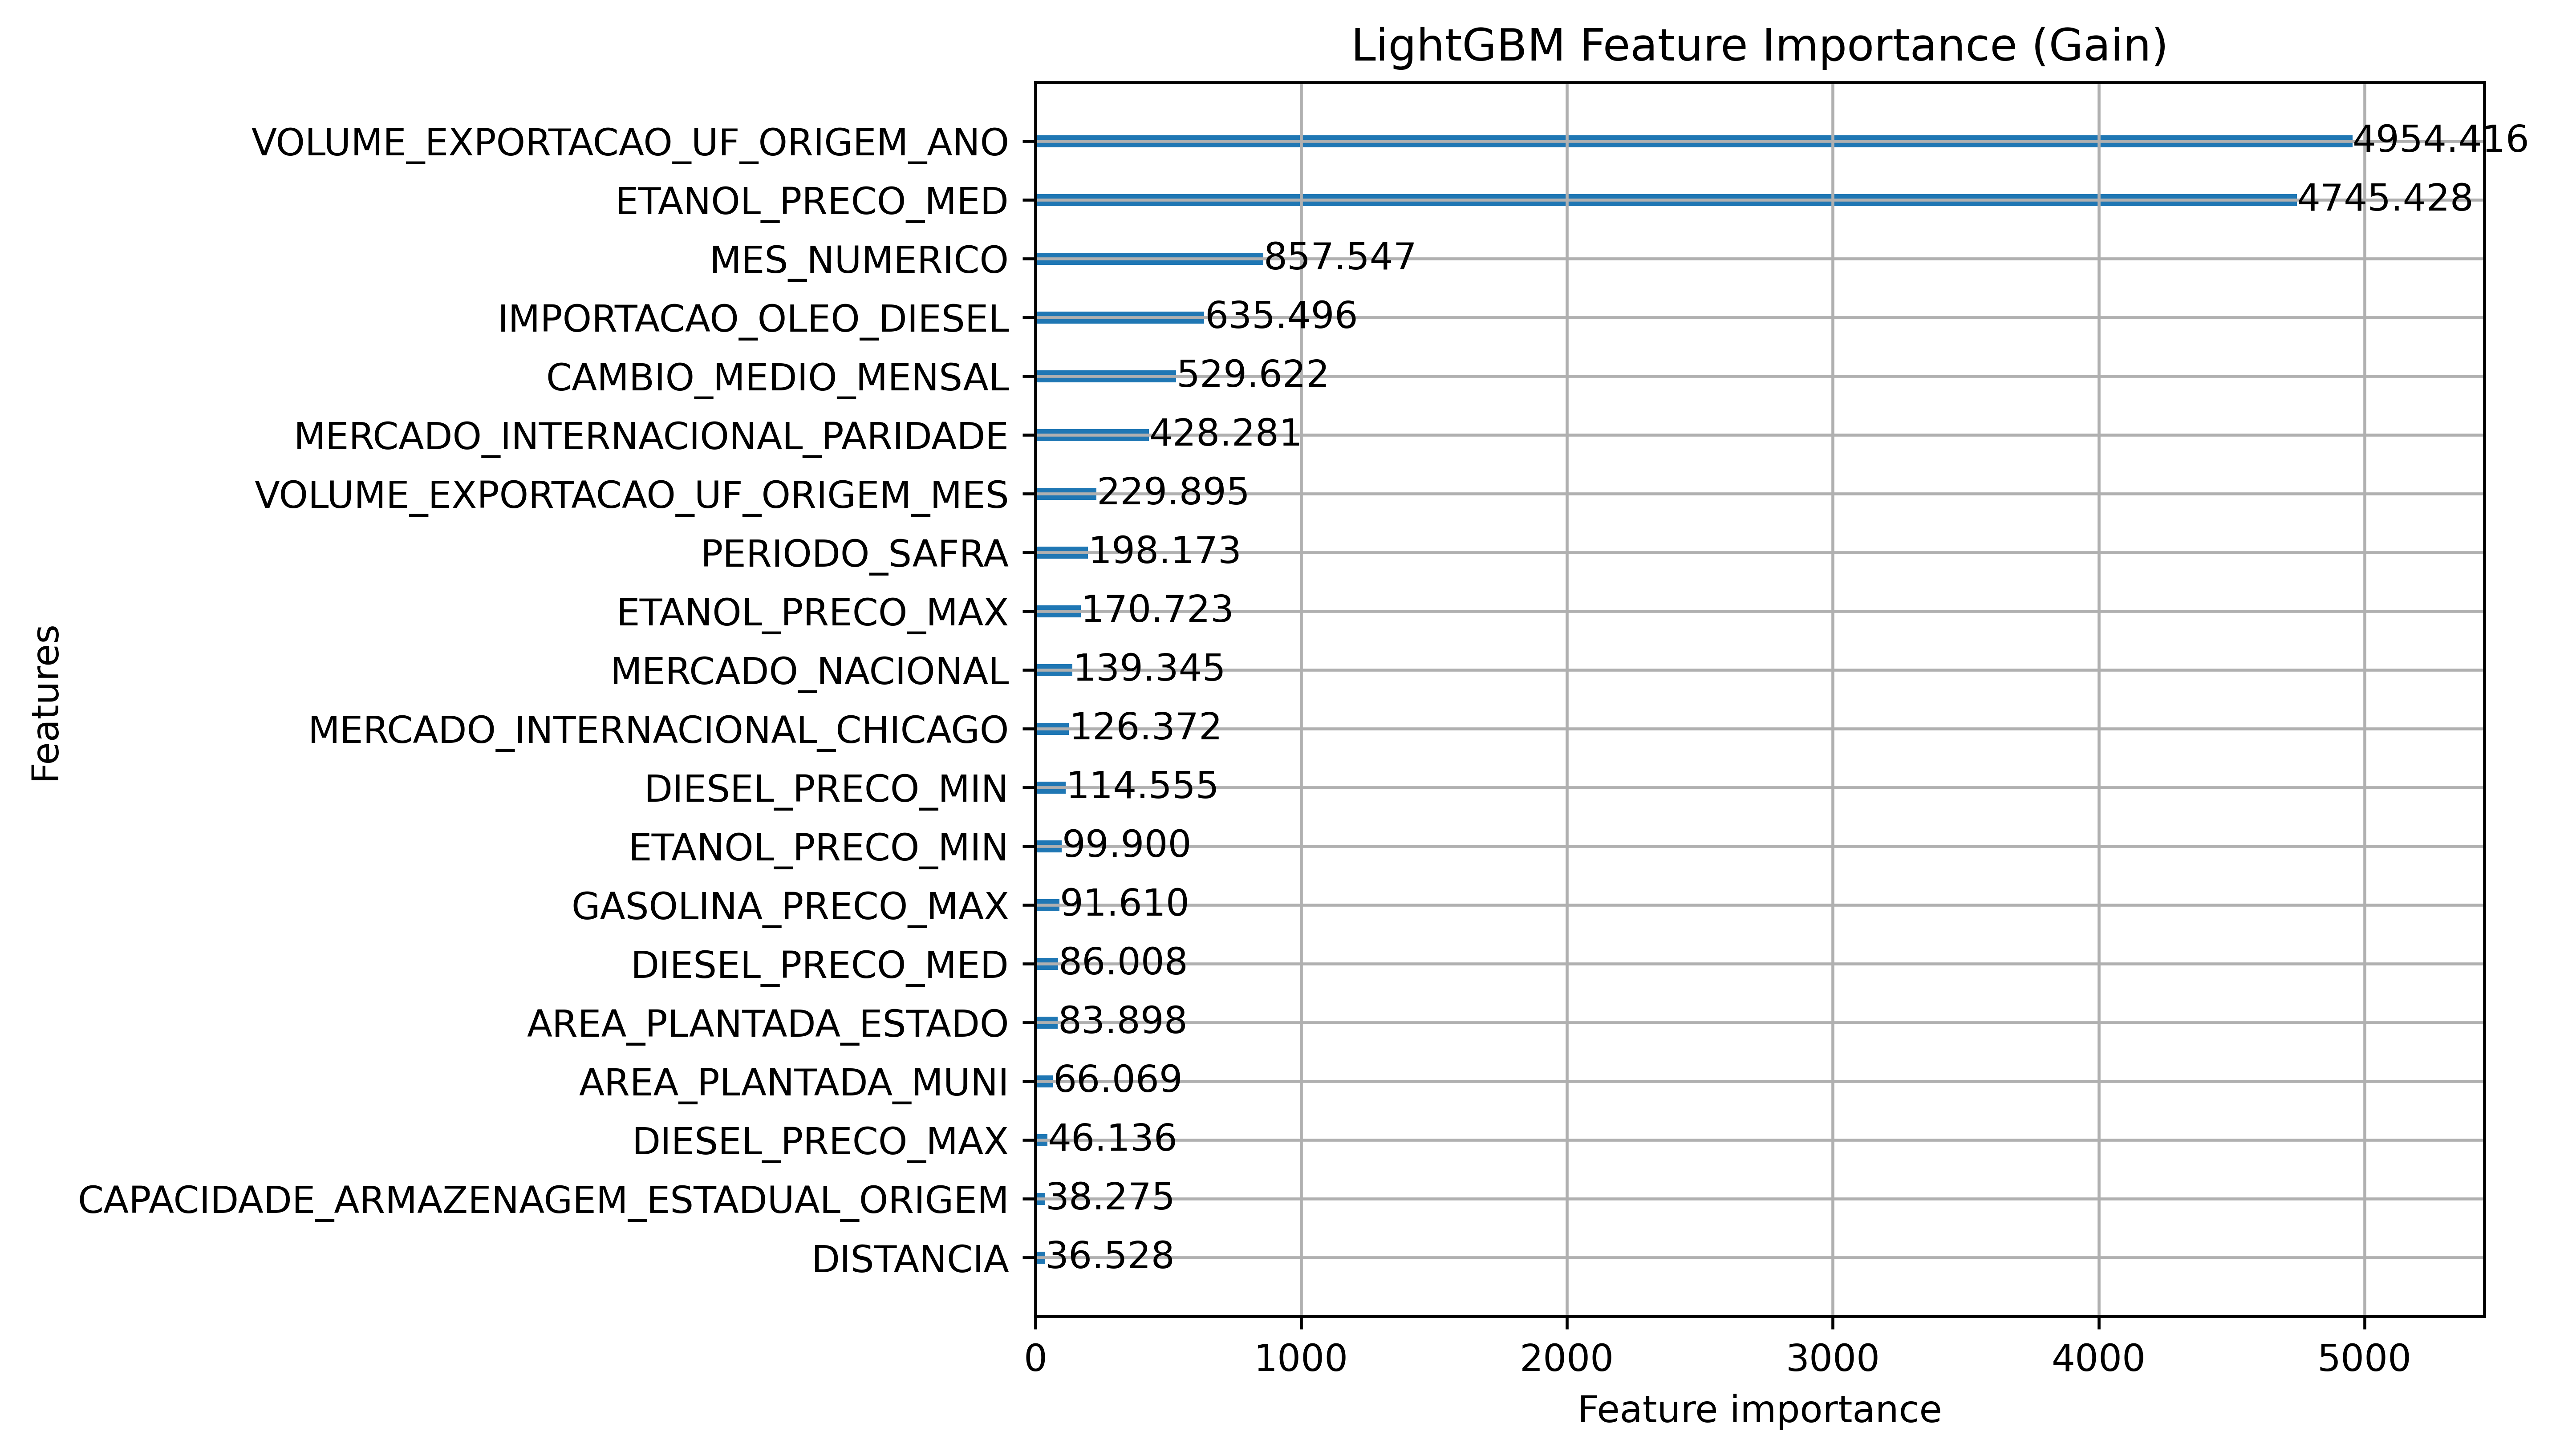 LightGBM Feature Importance (Gain)
Features
VOLUME_EXPORTACAO_UF_ORIGEM_ANO 4954.416
ETANOL_PRECO_MED 4745.428
MES_NUMERICO 857.547
IMPORTACAO_OLEO_DIESEL 635.496
CAMBIO_MEDIO_MENSAL 529.622
MERCADO_INTERNACIONAL_PARIDADE 428.281
VOLUME_EXPORTACAO_UF_ORIGEM_MES 229.895
PERIODO_SAFRA 198.173
ETANOL_PRECO_MAX 170.723
MERCADO_NACIONAL 139.345
MERCADO_INTERNACIONAL_CHICAGO 126.372
DIESEL_PRECO_MIN 114.555
ETANOL_PRECO_MIN 99.900
GASOLINA_PRECO_MAX 91.610
DIESEL_PRECO_MED 86.008
AREA_PLANTADA_ESTADO 83.898
AREA_PLANTADA_MUNI 66.069
DIESEL_PRECO_MAX 46.136
CAPACIDADE_ARMAZENAGEM_ESTADUAL_ORIGEM 38.275
DISTANCIA 36.528
0 1000 2000 3000 4000 5000
Feature importance